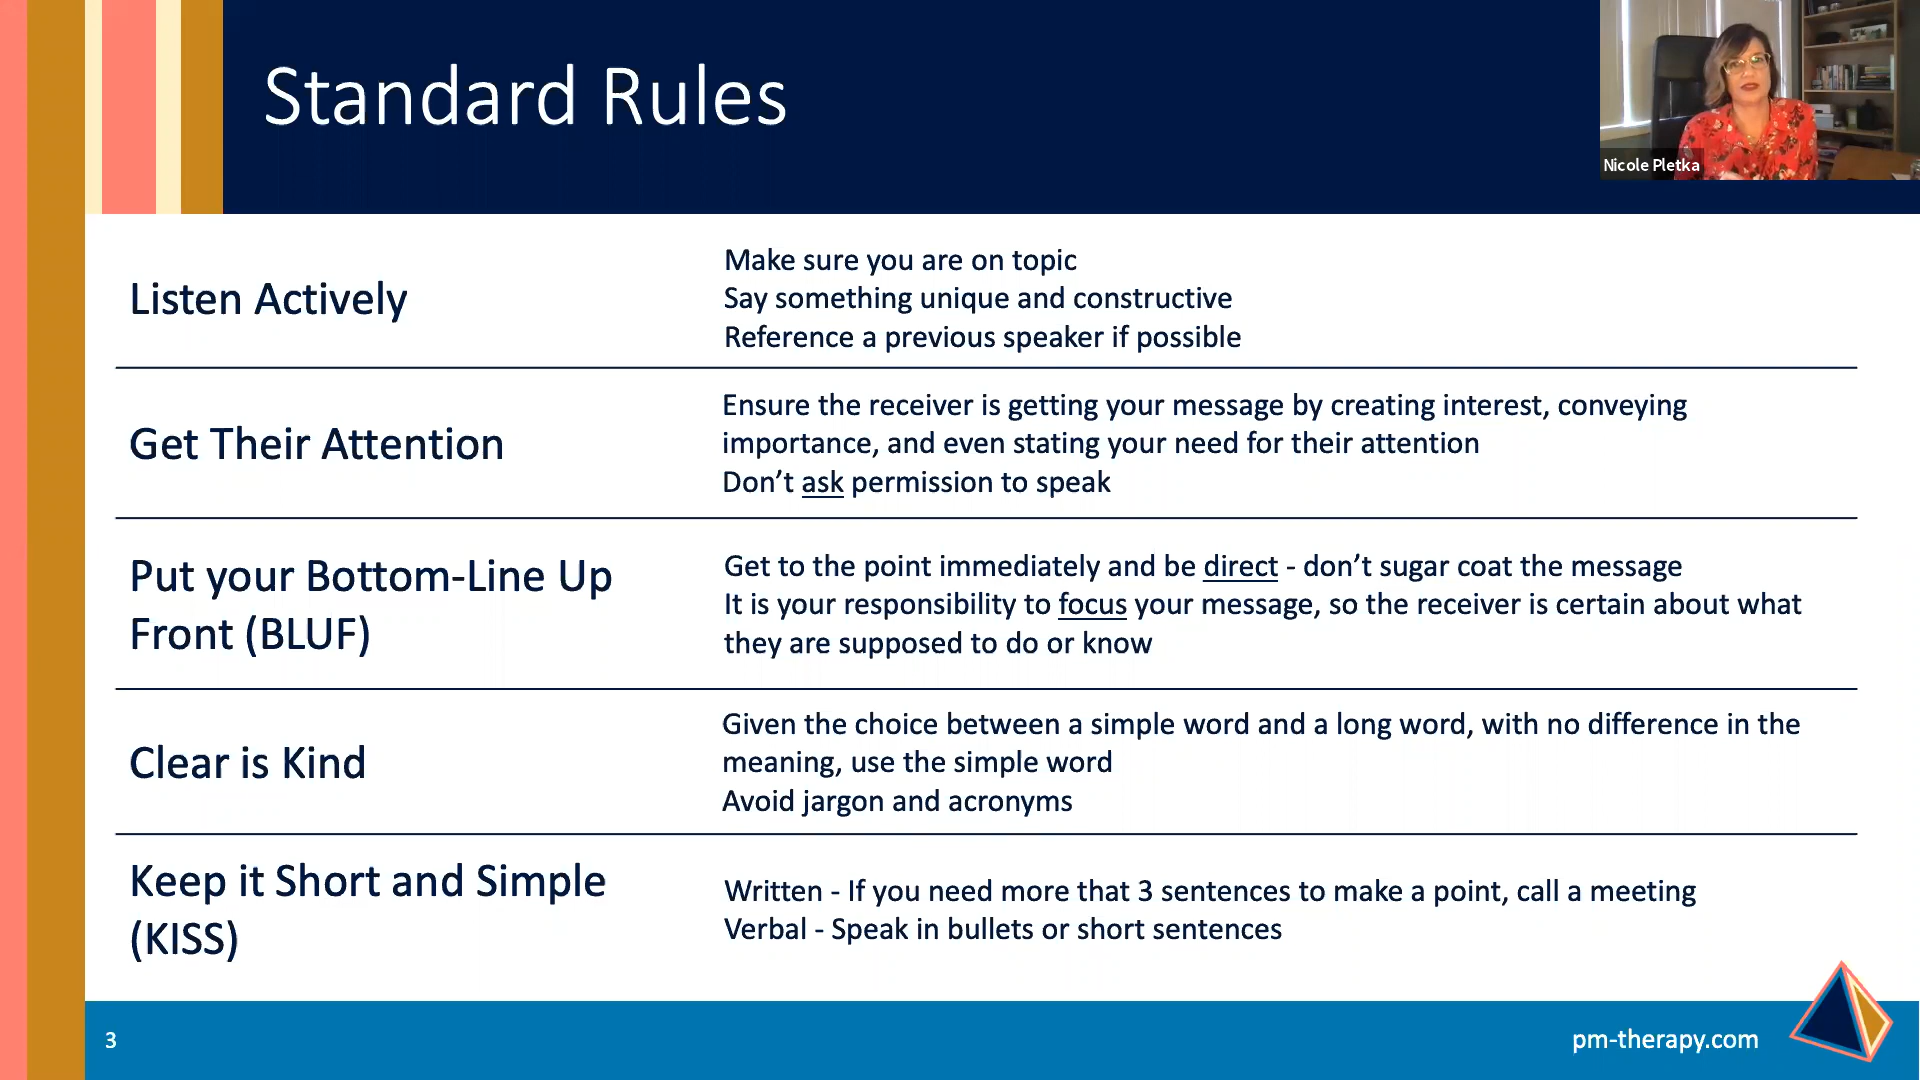 Standard Rules
Nicole Pletka
Listen Actively
Make sure you are on topic
Say something unique and constructive
Reference a previous speaker if possible
Get Their Attention
Ensure the receiver is getting your message by creating interest, conveying
importance, and even stating your need for their attention
Don’t ask permission to speak
Put your Bottom-Line Up
Front (BLUF)
Get to the point immediately and be direct - don’t sugar coat the message
It is your responsibility to focus your message, so the receiver is certain about what
they are supposed to do or know
Clear is Kind
Given the choice between a simple word and a long word, with no difference in the
meaning, use the simple word
Avoid jargon and acronyms
Keep it Short and Simple
(KISS)
Written - If you need more that 3 sentences to make a point, call a meeting
Verbal - Speak in bullets or short sentences
3
pm-therapy.com